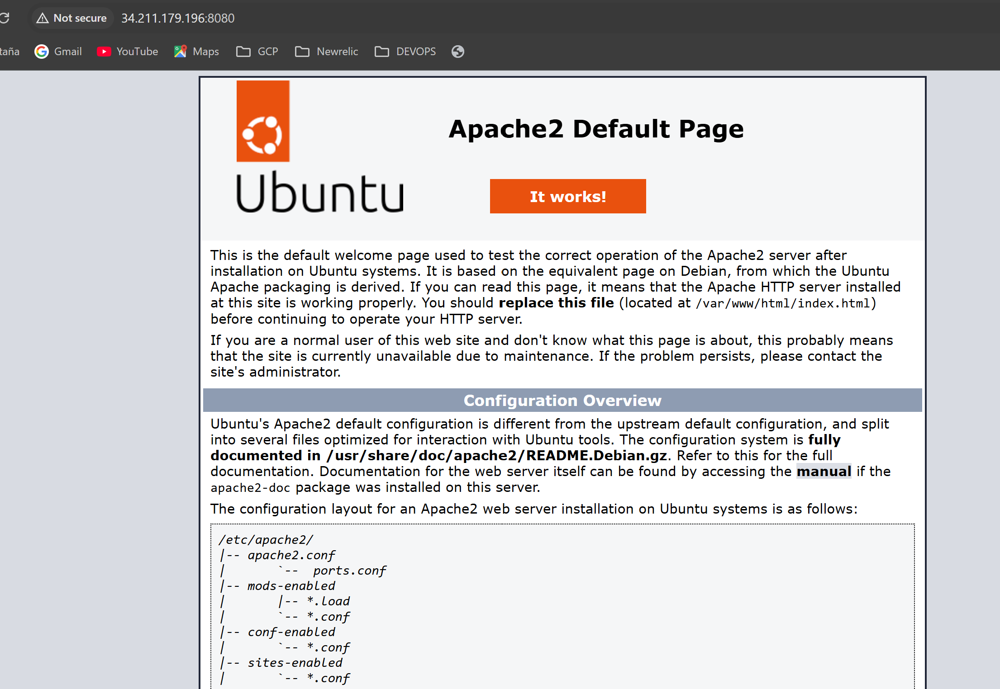 Not secure 34.211.179.196:8080
taña Gmail YouTube Maps GCP Newrelic DEVOPS
Apache2 Default Page
Ubuntu
It works!
This is the default welcome page used to test the correct operation of the Apache2 server after
installation on Ubuntu systems. It is based on the equivalent page on Debian, from which the Ubuntu
Apache packaging is derived. If you can read this page, it means that the Apache HTTP server installed
at this site is working properly. You should replace this file (located at /var/www/html/index.html)
before continuing to operate your HTTP server.
If you are a normal user of this web site and don't know what this page is about, this probably means
that the site is currently unavailable due to maintenance. If the problem persists, please contact the
site's administrator.
Configuration Overview
Ubuntu's Apache2 default configuration is different from the upstream default configuration, and split
into several files optimized for interaction with Ubuntu tools. The configuration system is fully
documented in /usr/share/doc/apache2/README.Debian.gz. Refer to this for the full
documentation. Documentation for the web server itself can be found by accessing the manual if the
apache2-doc package was installed on this server.
The configuration layout for an Apache2 web server installation on Ubuntu systems is as follows:
/etc/apache2/
|-- apache2.conf
|       `--  ports.conf
|-- mods-enabled
|       |-- *.load
|       `-- *.conf
|-- conf-enabled
|       `-- *.conf
|-- sites-enabled
|       `-- *.conf